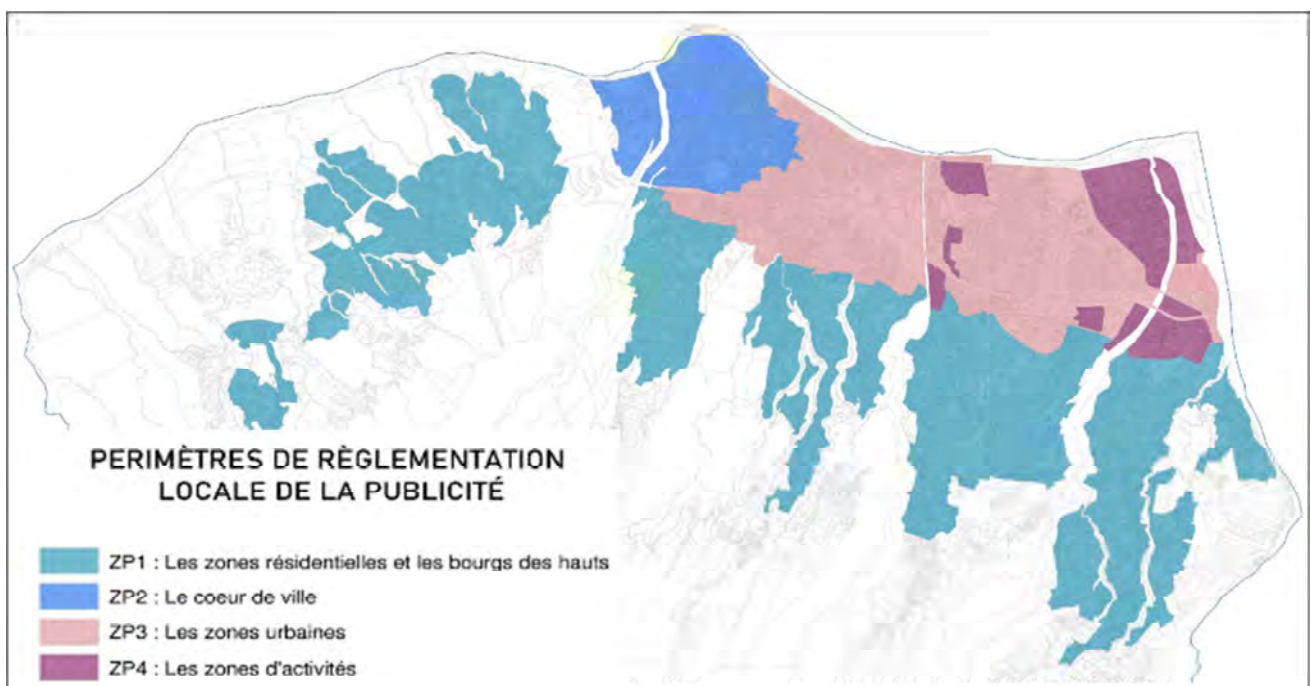 PERIMÈTRES DE RÈGLEMENTATION
LOCALE DE LA PUBLICITÉ
ZP1 : Les zones résidentielles et les bourgs des hauts
ZP2 : Le coeur de ville
ZP3 : Les zones urbaines
ZP4 : Les zones d'activités